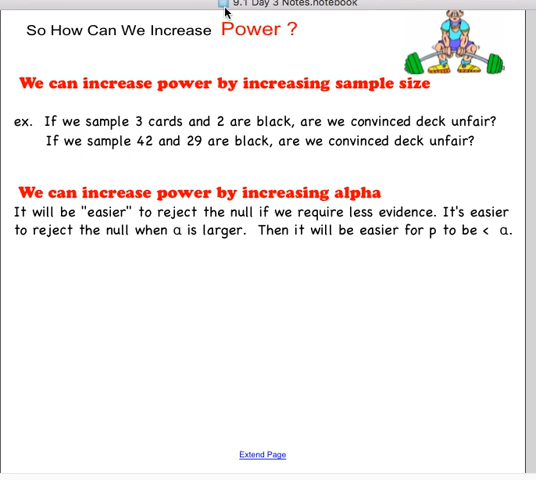 9.1 Day 3 Notes.notebook
So How Can We Increase Power ?
We can increase power by increasing sample size
ex. If we sample 3 cards and 2 are black, are we convinced deck unfair?
If we sample 42 and 29 are black, are we convinced deck unfair?
We can increase power by increasing alpha
It will be "easier" to reject the null if we require less evidence. It's easier
to reject the null when α is larger. Then it will be easier for p to be < α.
Extend Page